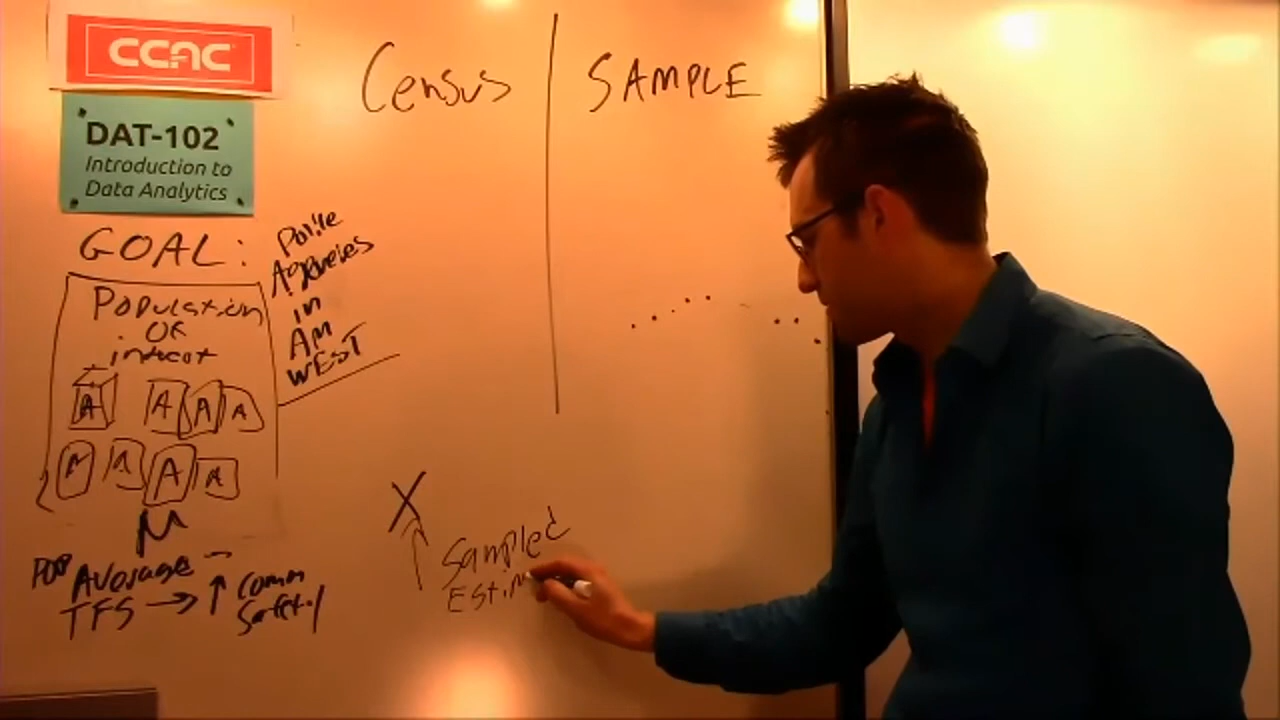 CCAC
DAT-102
Introduction to
Data Analytics
Census
SAMPLE
GOAL:
Police
Agencies
in
AM
WEST
Population
OF
interest
A A A A
A A A A
M
POP Average
TFS → ↑ Comm
Safety
X
↑ Sampled
Estim